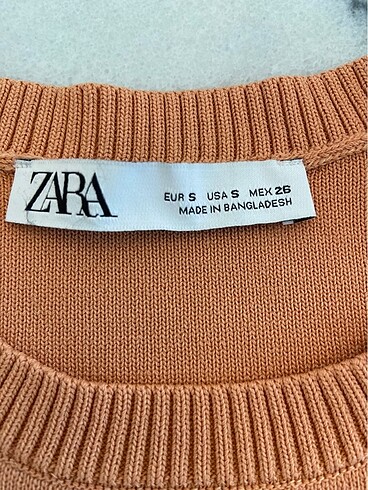 ZARA
EUR S USA S MEX 26
MADE IN BANGLADESH